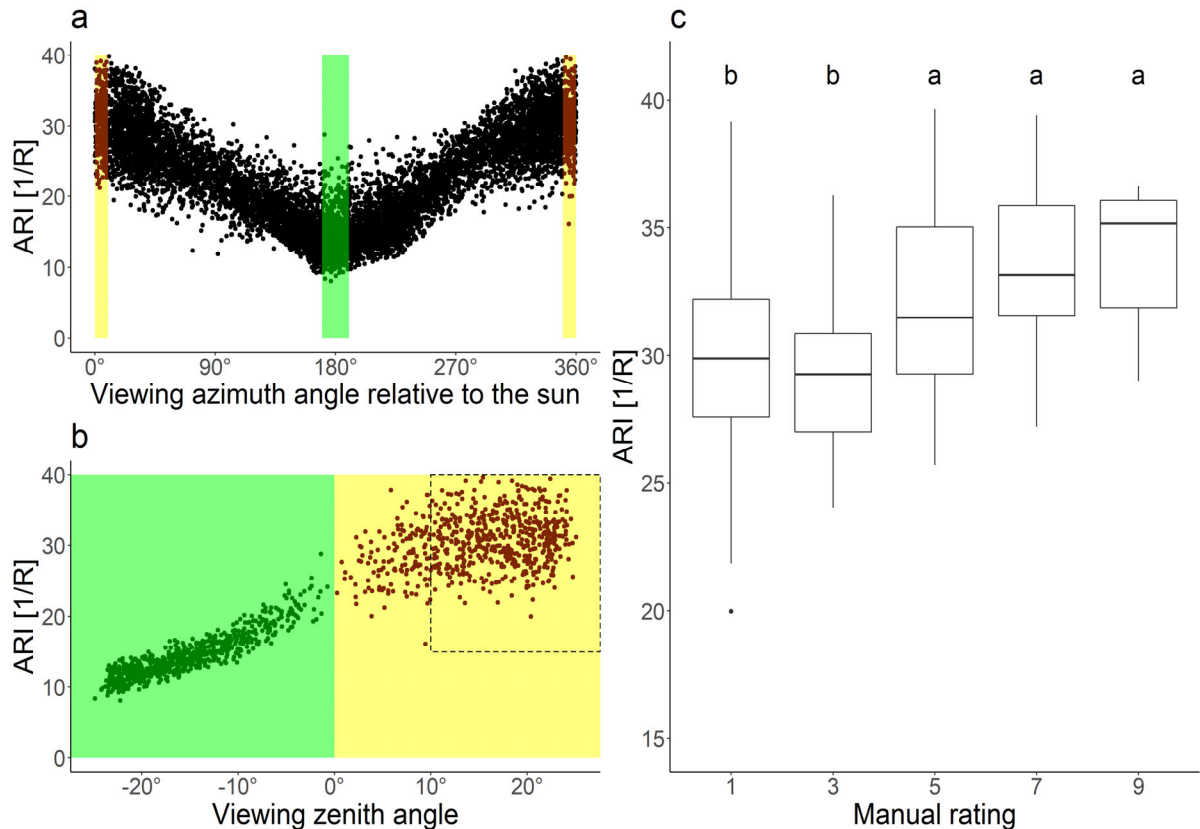 a
ARI [1/R]
40
30
20
10
0
0° 90° 180° 270° 360°
Viewing azimuth angle relative to the sun
b
ARI [1/R]
40
30
20
10
0
-20° -10° 0° 10° 20°
Viewing zenith angle
c
b b a a a
ARI [1/R]
40
35
30
25
20
15
1 3 5 7 9
Manual rating